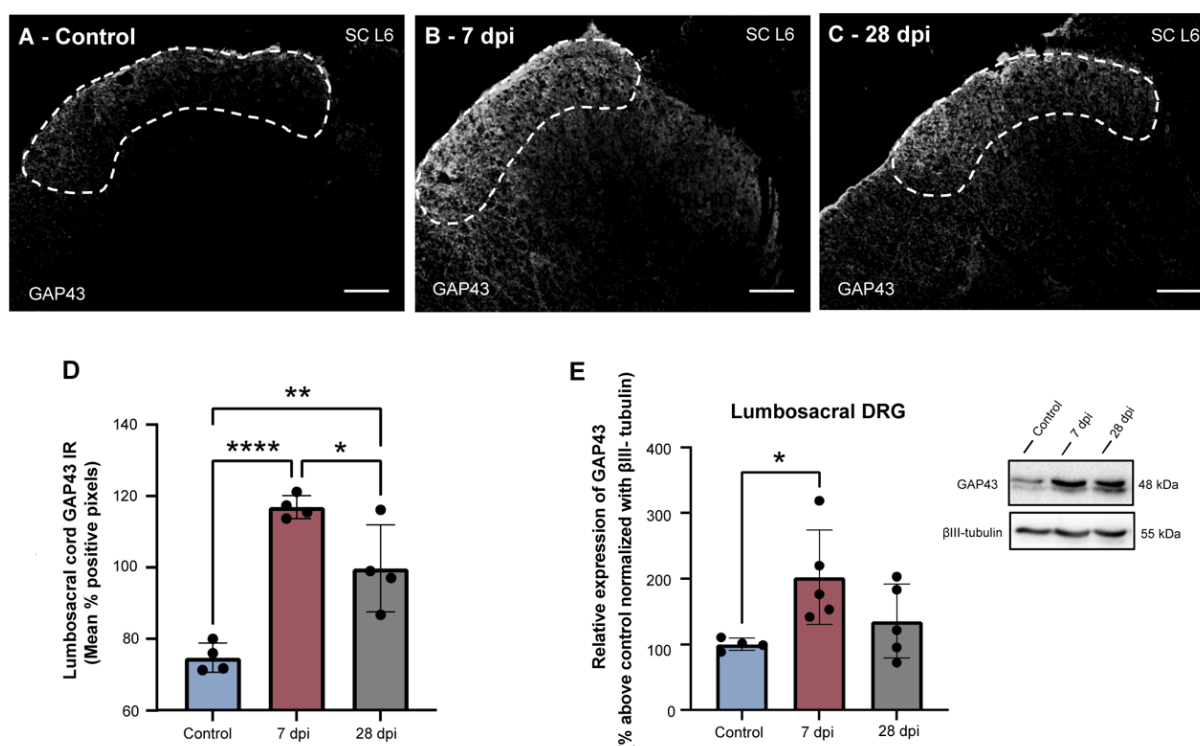 A - Control
SC L6
GAP43
B - 7 dpi
SC L6
GAP43
C - 28 dpi
SC L6
GAP43
D
Lumbosacral cord GAP43 IR
(Mean % positive pixels)
140
120
100
80
60
**
****
*
Control
7 dpi
28 dpi
E
Lumbosacral DRG
Relative expression of GAP43
(% above control normalized with βIII- tubulin)
400
300
200
100
0
*
Control
7 dpi
28 dpi
Control
7 dpi
28 dpi
GAP43
48 kDa
βIII-tubulin
55 kDa